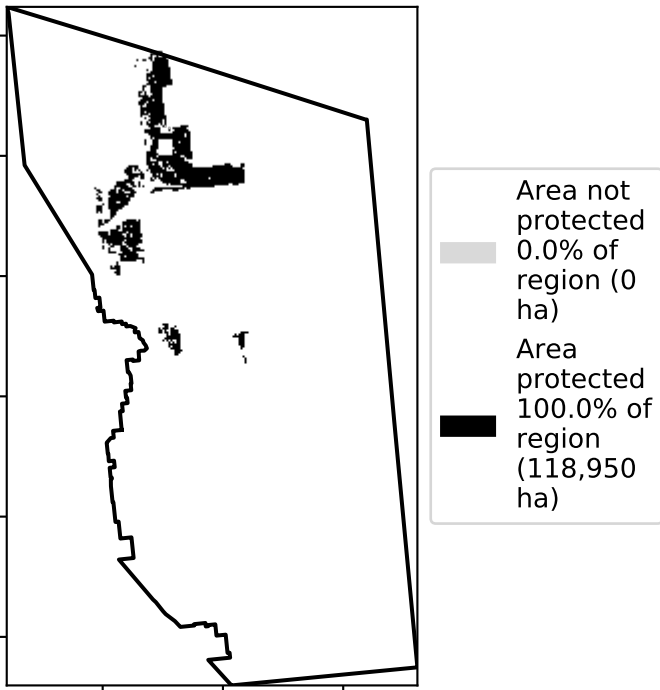 Area not
protected
0.0% of
region (0
ha)
Area
protected
100.0% of
region
(118,950
ha)